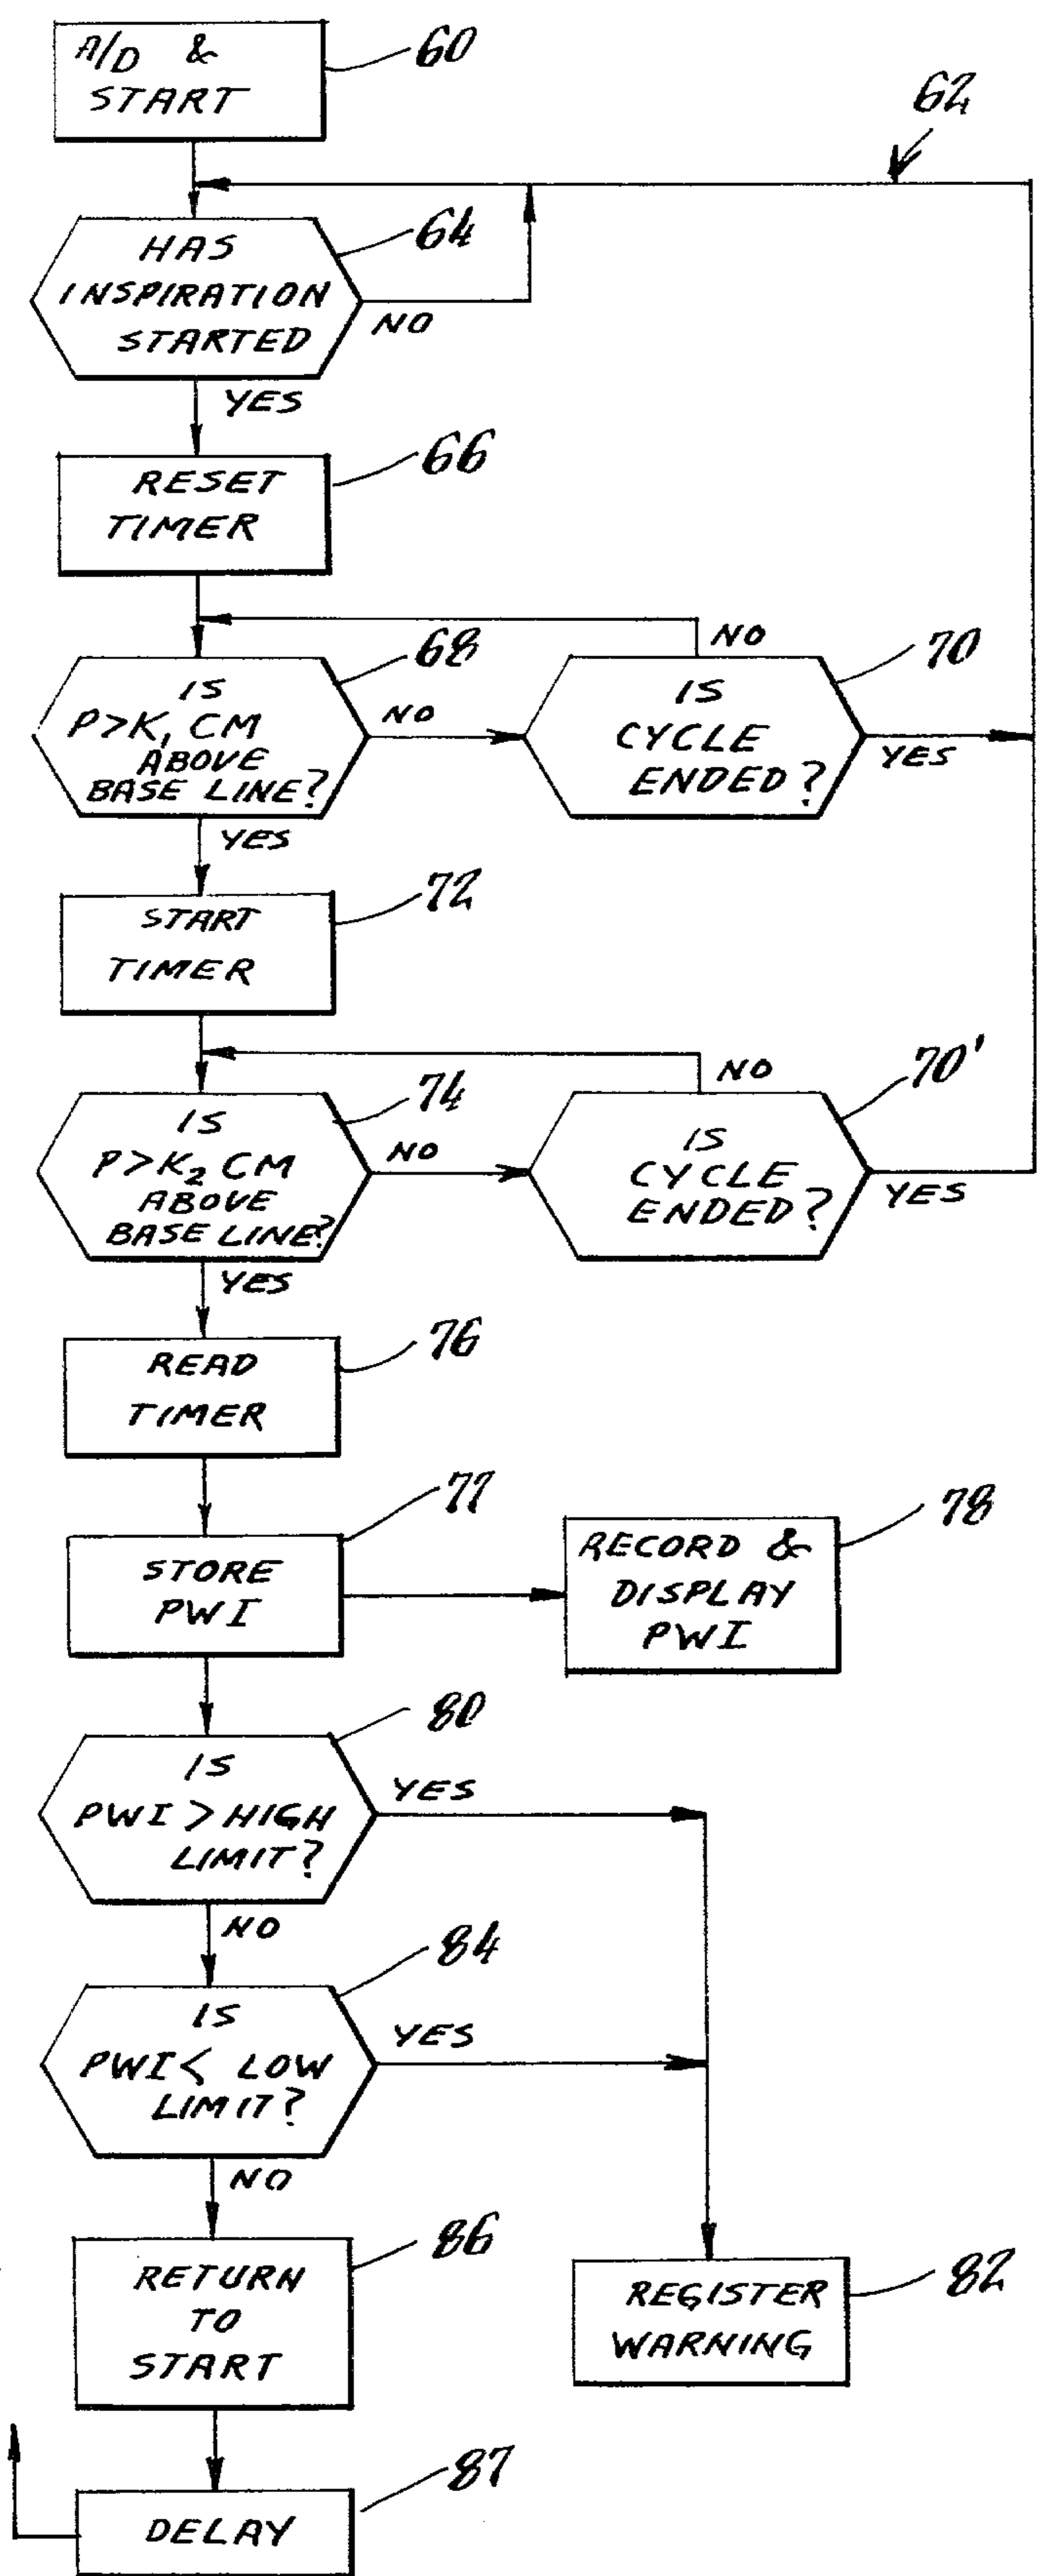 A/D &
START
60
62
HAS
INSPIRATION
STARTED
64
NO
YES
RESET
TIMER
66
IS
P>K1 CM
ABOVE
BASE LINE?
68
NO
NO
IS
CYCLE
ENDED?
70
YES
YES
START
TIMER
72
IS
P>K2 CM
ABOVE
BASE LINE?
74
NO
NO
IS
CYCLE
ENDED?
70'
YES
YES
READ
TIMER
76
STORE
PWI
77
RECORD &
DISPLAY
PWI
78
IS
PWI > HIGH
LIMIT?
80
YES
NO
IS
PWI < LOW
LIMIT?
84
YES
NO
RETURN
TO
START
86
REGISTER
WARNING
82
DELAY
87